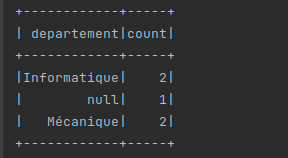 +------------+-----+
| departement|count|
+------------+-----+
|Informatique|    2|
|        null|    1|
|   Mécanique|    2|
+------------+-----+